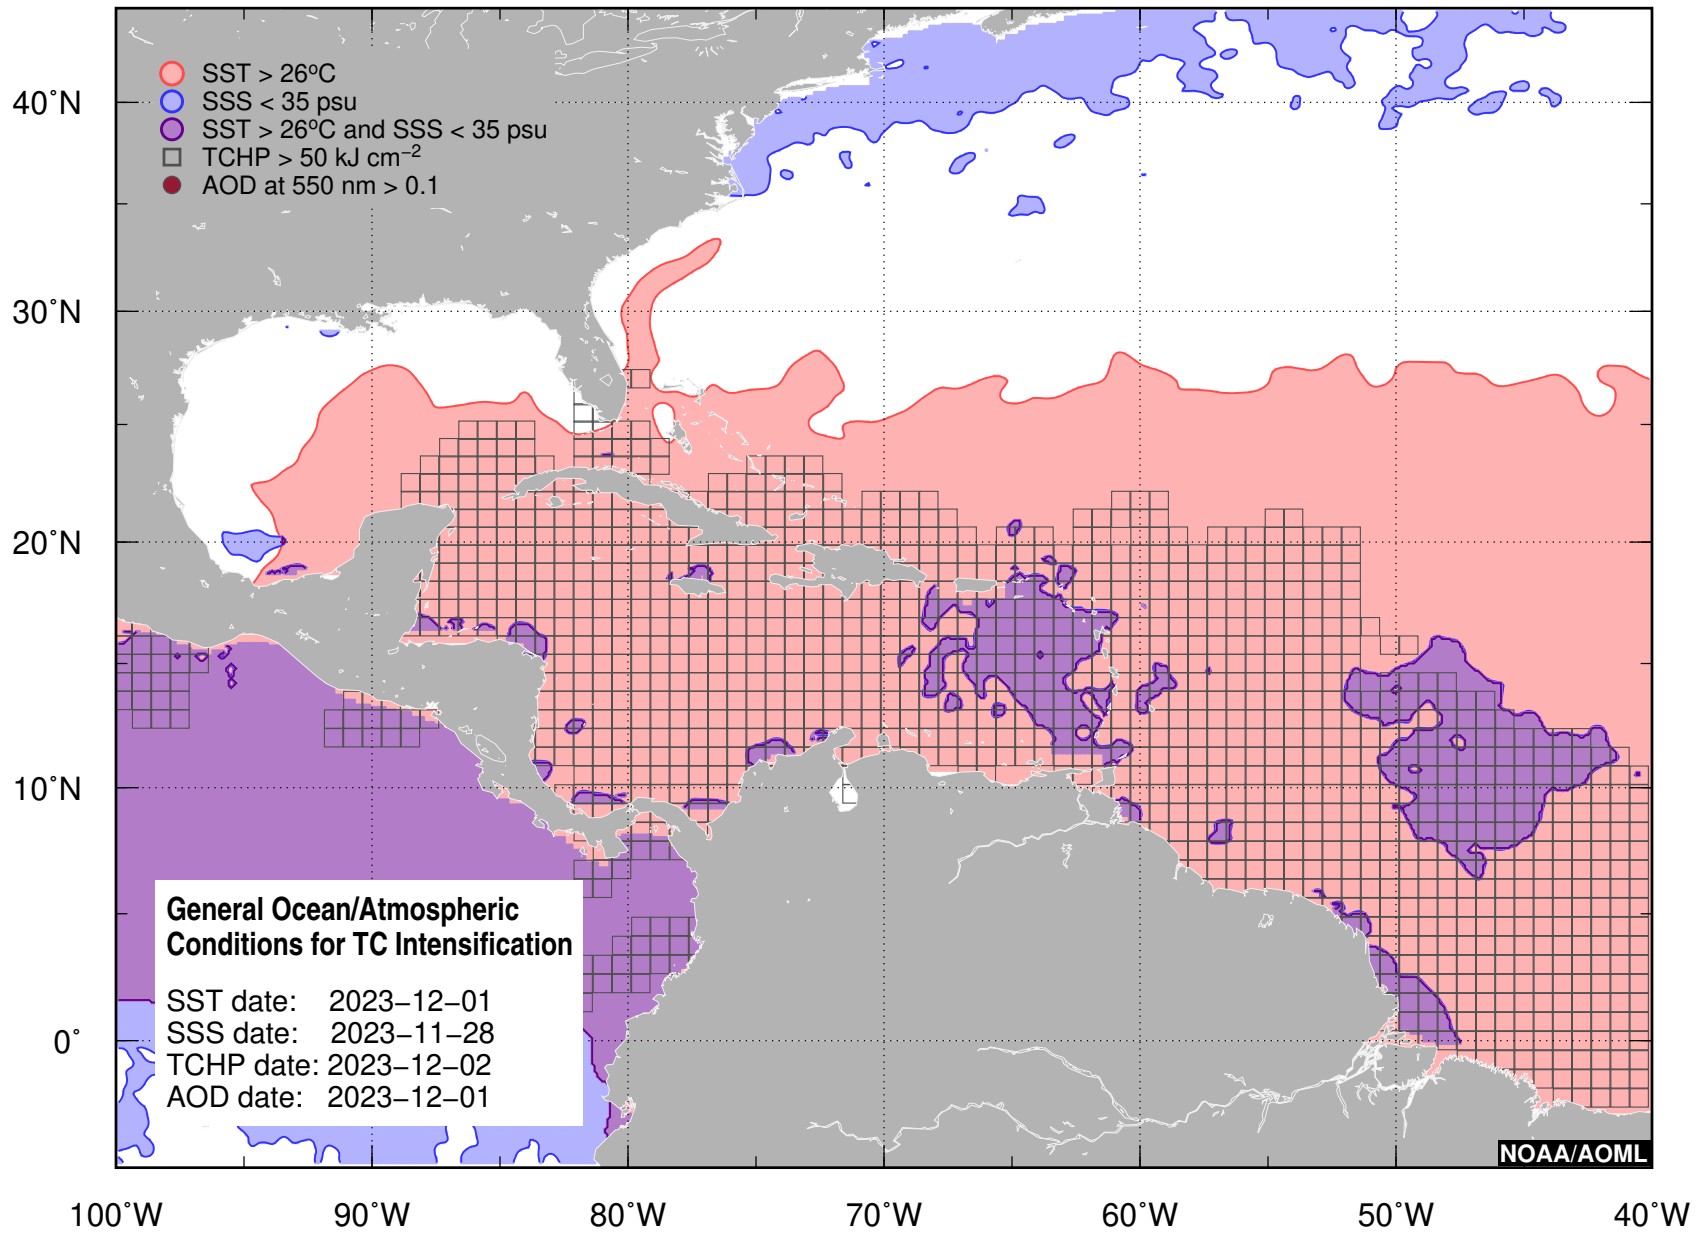 SST > 26°C
SSS < 35 psu
SST > 26°C and SSS < 35 psu
TCHP > 50 kJ cm⁻²
AOD at 550 nm > 0.1
40°N
30°N
20°N
10°N
0°
General Ocean/Atmospheric
Conditions for TC Intensification
SST date: 2023−12−01
SSS date: 2023−11−28
TCHP date: 2023−12−02
AOD date: 2023−12−01
NOAA/AOML
100°W 90°W 80°W 70°W 60°W 50°W 40°W